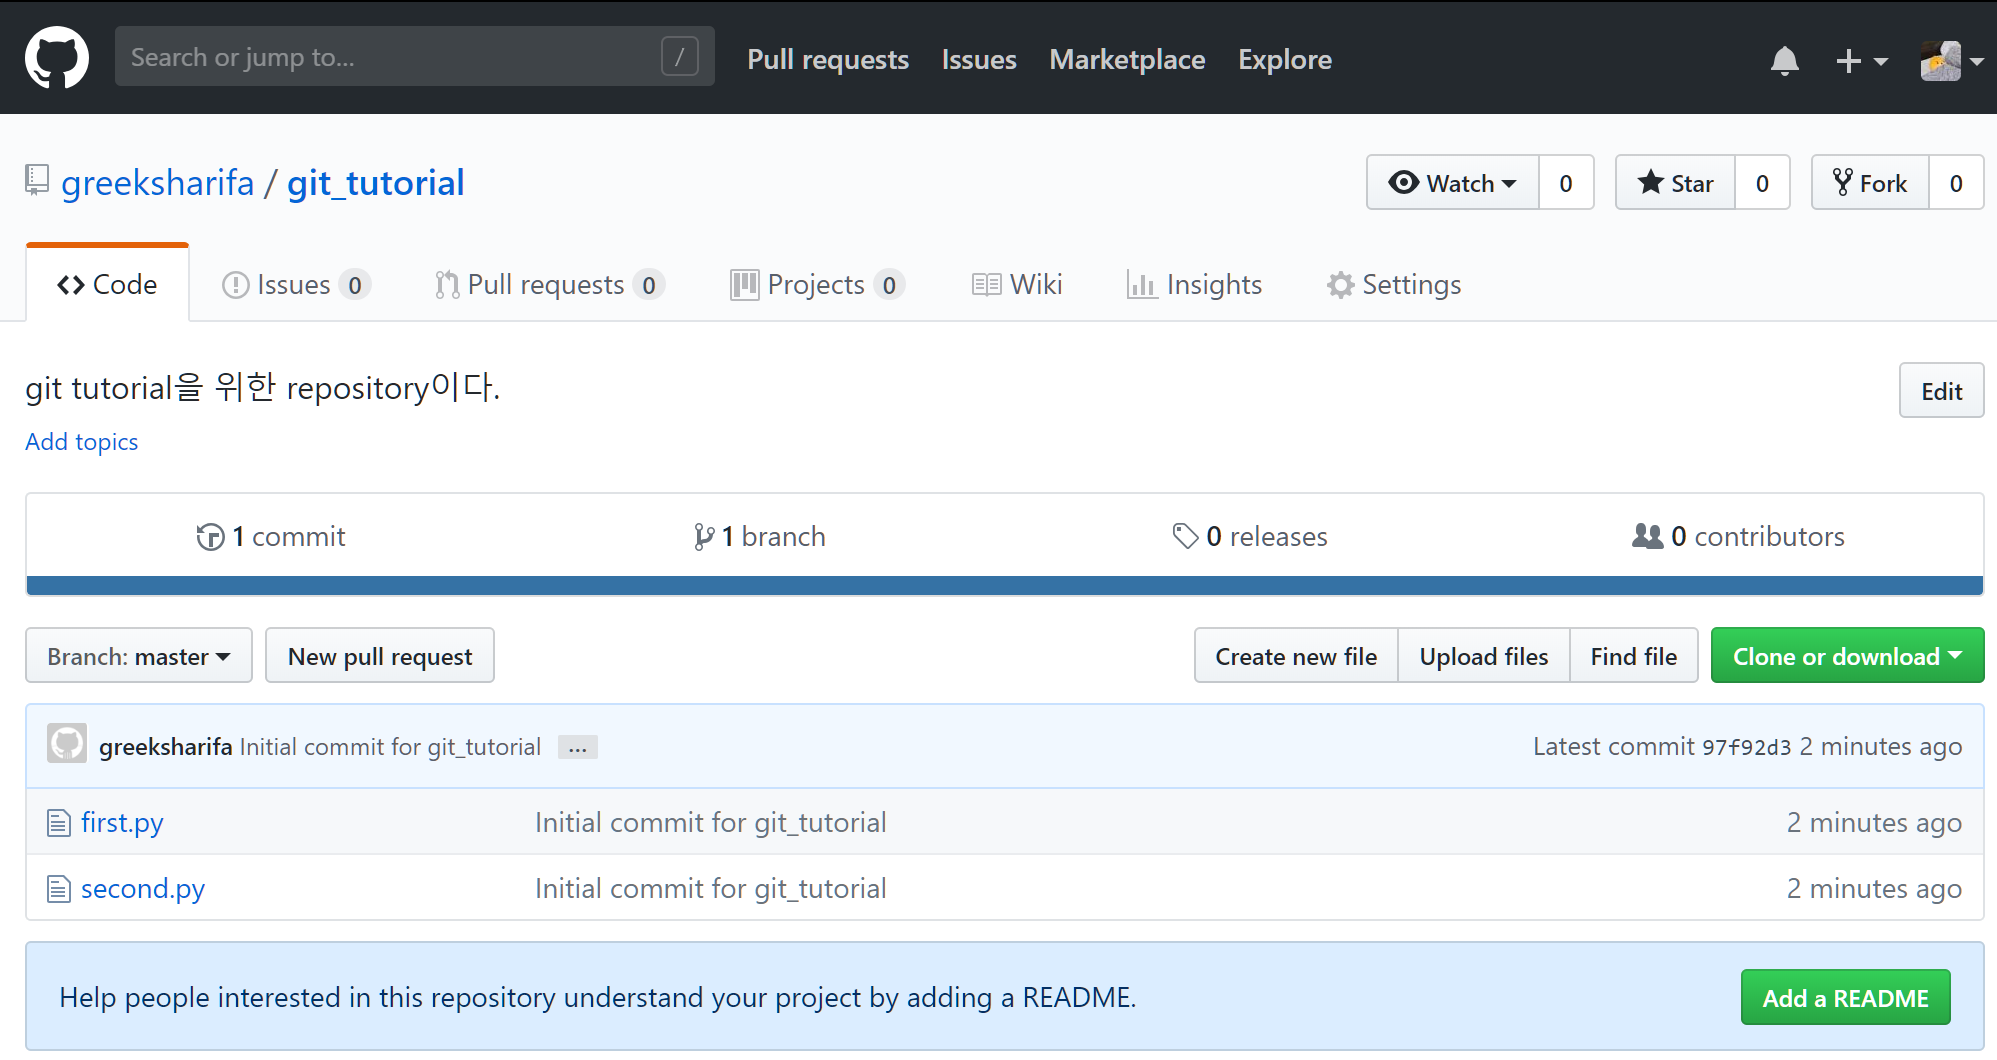 Search or jump to... /
Pull requests Issues Marketplace Explore
greeksharifa / git_tutorial
Watch 0 Star 0 Fork 0
Code Issues 0 Pull requests 0 Projects 0 Wiki Insights Settings
git tutorial을 위한 repository이다.
Edit
Add topics
1 commit 1 branch 0 releases 0 contributors
Branch: master New pull request Create new file Upload files Find file Clone or download
greeksharifa Initial commit for git_tutorial ... Latest commit 97f92d3 2 minutes ago
first.py Initial commit for git_tutorial 2 minutes ago
second.py Initial commit for git_tutorial 2 minutes ago
Help people interested in this repository understand your project by adding a README. Add a README